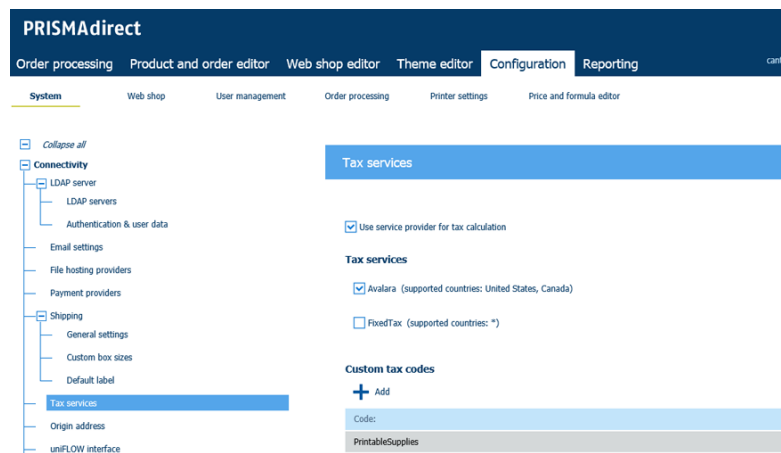 PRISMAdirect
Order processing Product and order editor Web shop editor Theme editor Configuration Reporting
System Web shop User management Order processing Printer settings Price and formula editor
Collapse all
Connectivity
LDAP server
LDAP servers
Authentication & user data
Email settings
File hosting providers
Payment providers
Shipping
General settings
Custom box sizes
Default label
Tax services
Origin address
uniFLOW interface
Tax services
Use service provider for tax calculation
Tax services
Avalara (supported countries: United States, Canada)
FixedTax (supported countries: *)
Custom tax codes
Add
Code:
PrintableSupplies